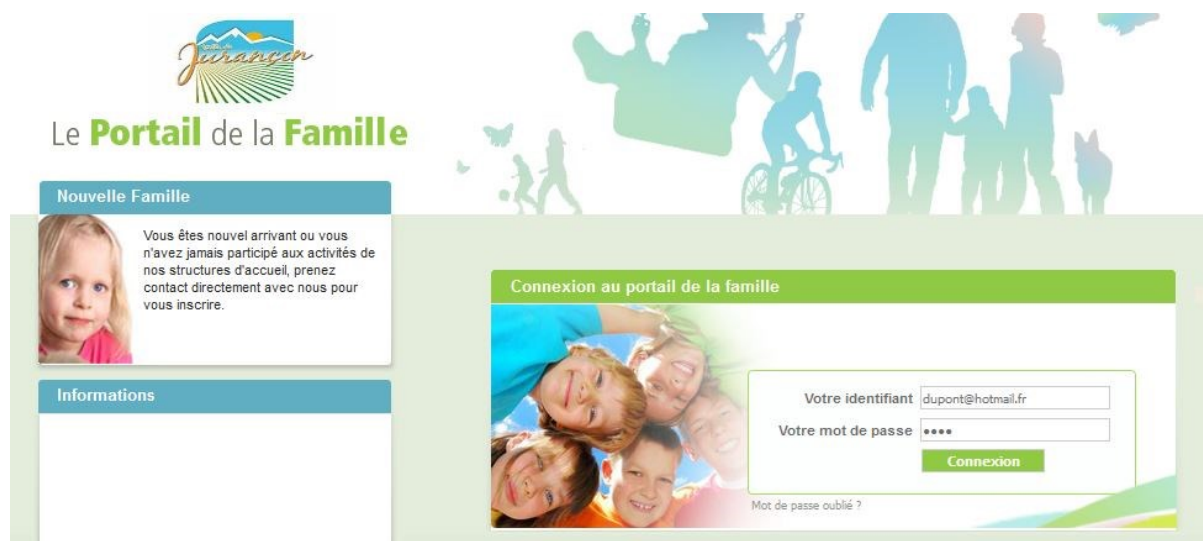 Ville de
Jurançon
Le Portail de la Famille
Nouvelle Famille
Vous êtes nouvel arrivant ou vous
n'avez jamais participé aux activités de
nos structures d'accueil, prenez
contact directement avec nous pour
vous inscrire.
Informations
Connexion au portail de la famille
Votre identifiant dupont@hotmail.fr
Votre mot de passe ••••
Connexion
Mot de passe oublié ?